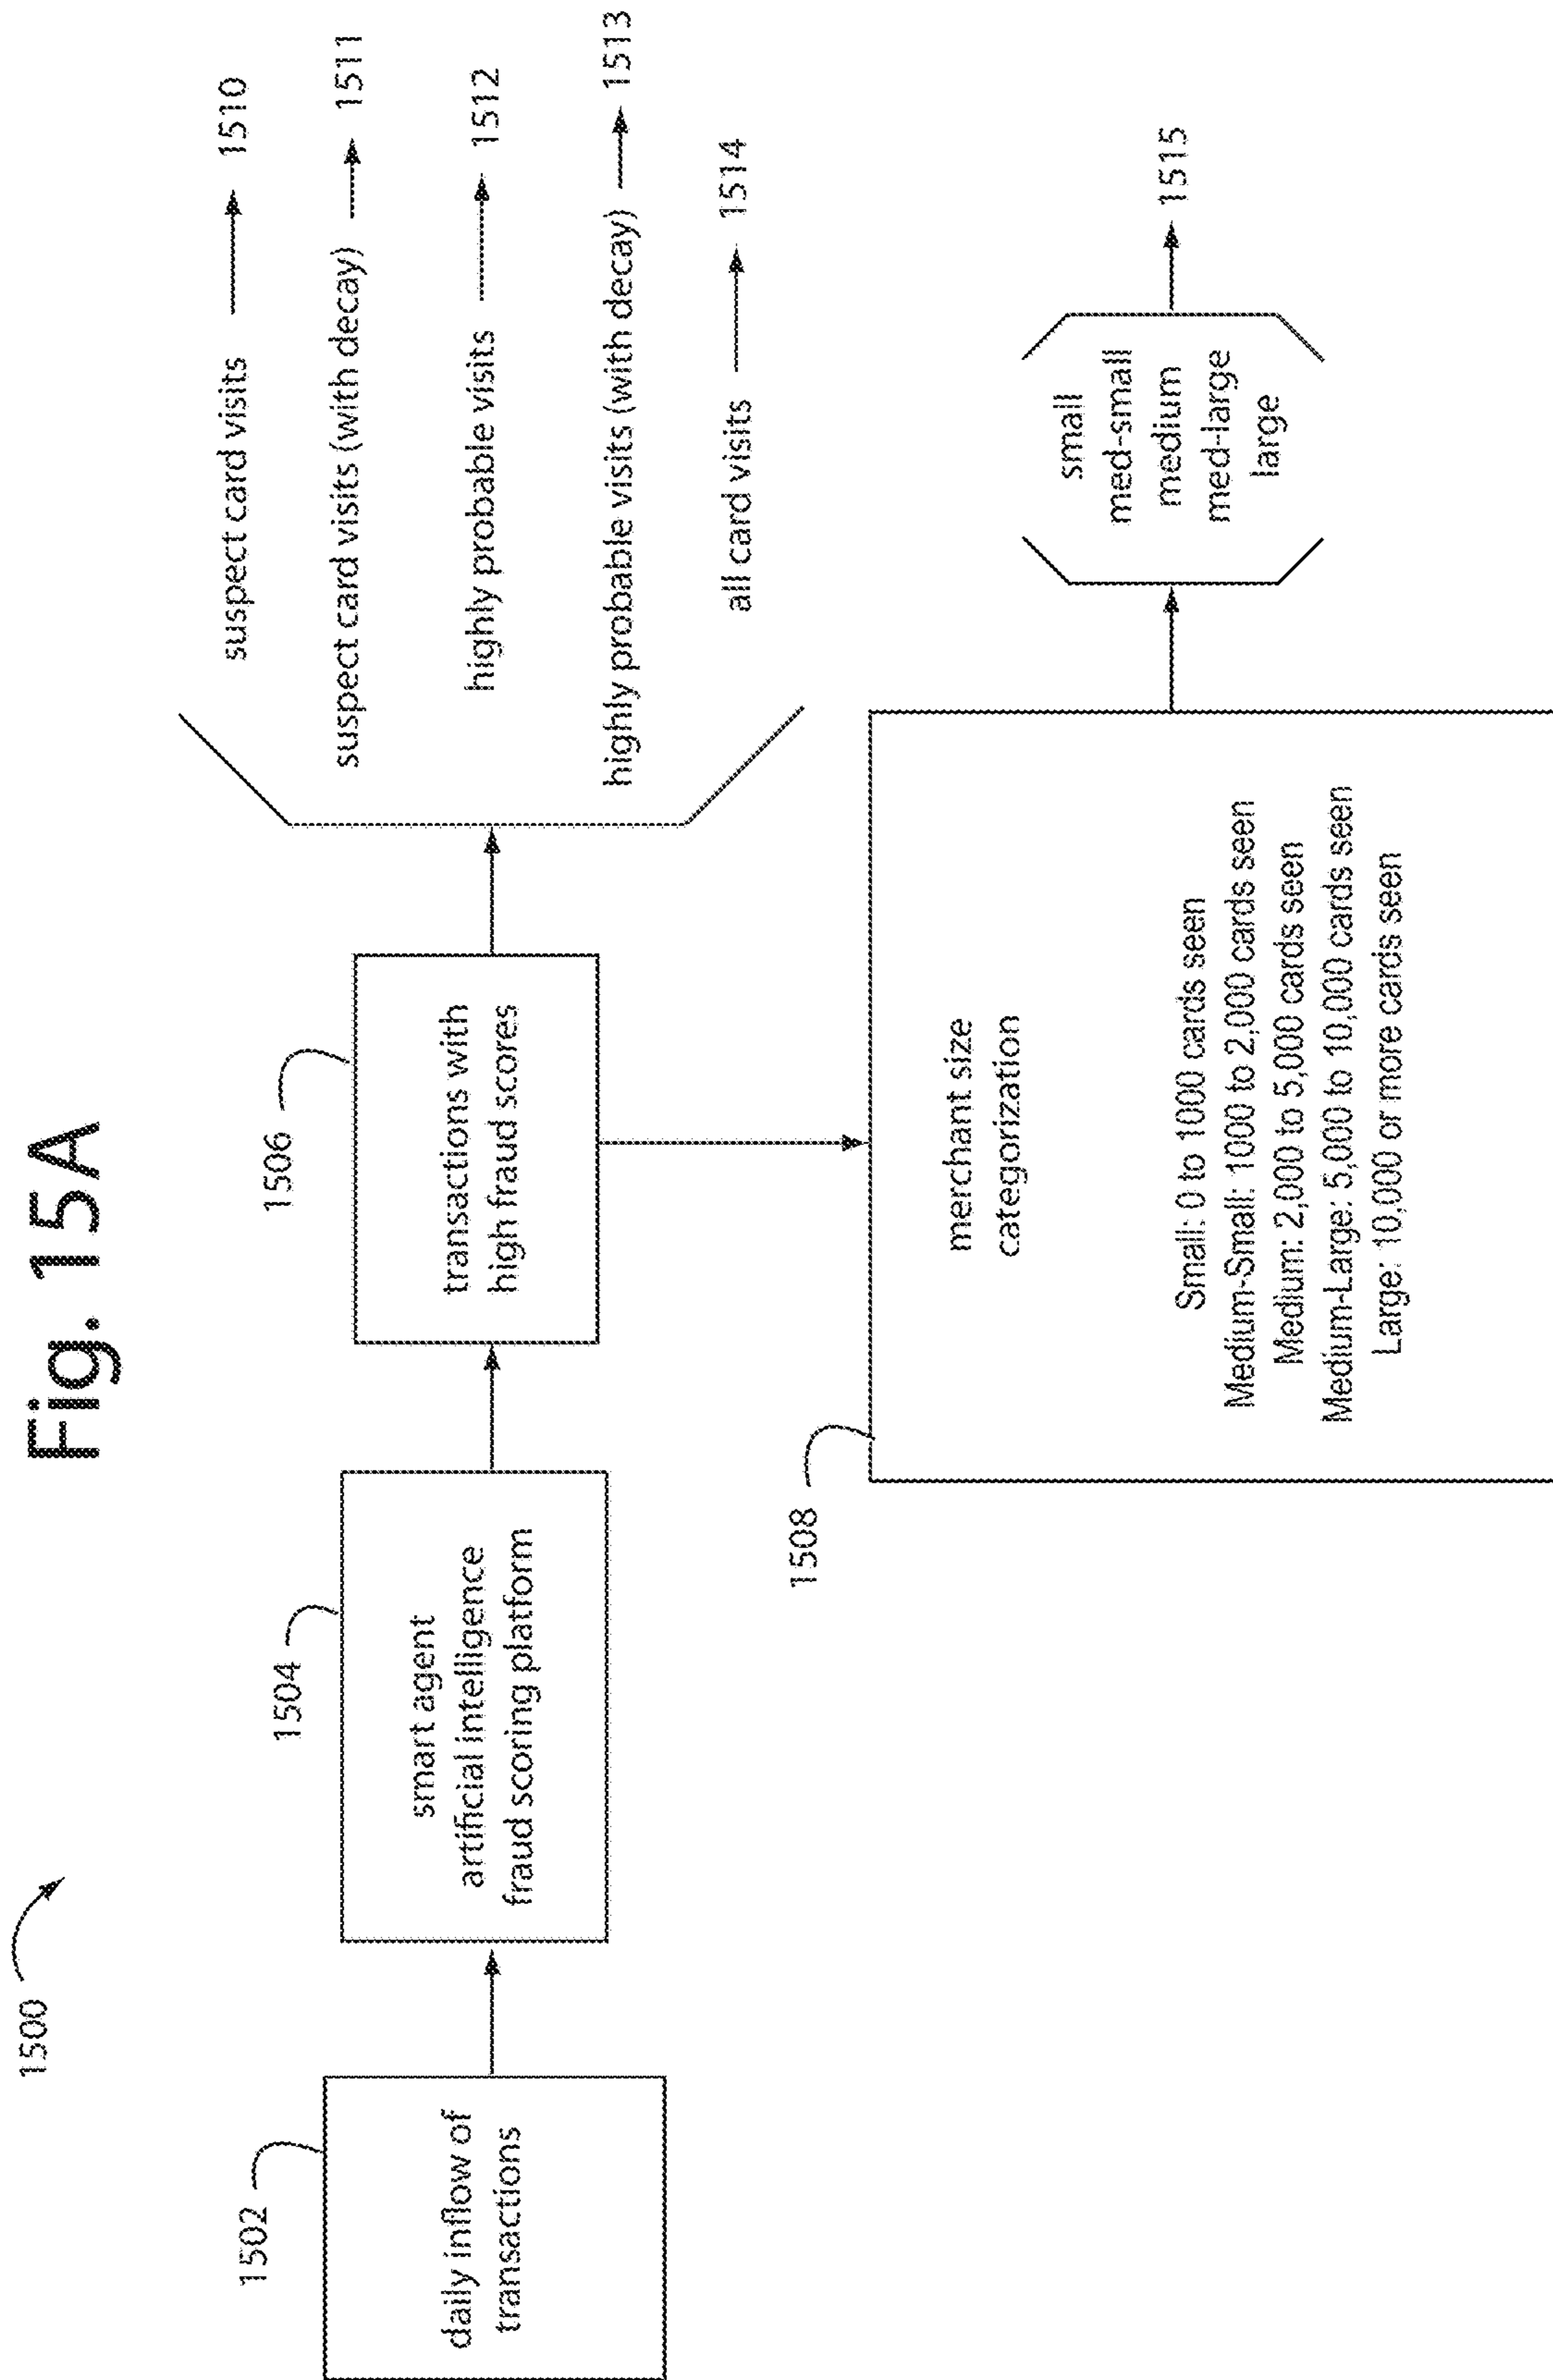 Fig. 15A
1500
1502
daily inflow of
transactions
1504
smart agent
artificial intelligence
fraud scoring platform
1506
transactions with
high fraud scores
suspect card visits
1510
suspect card visits (with decay)
1511
highly probable visits
1512
highly probable visits (with decay)
1513
all card visits
1514
1508
merchant size
categorization
Small: 0 to 1000 cards seen
Medium-Small: 1000 to 2,000 cards seen
Medium: 2,000 to 5,000 cards seen
Medium-Large: 5,000 to 10,000 cards seen
Large: 10,000 or more cards seen
small
med-small
medium
med-large
large
1515